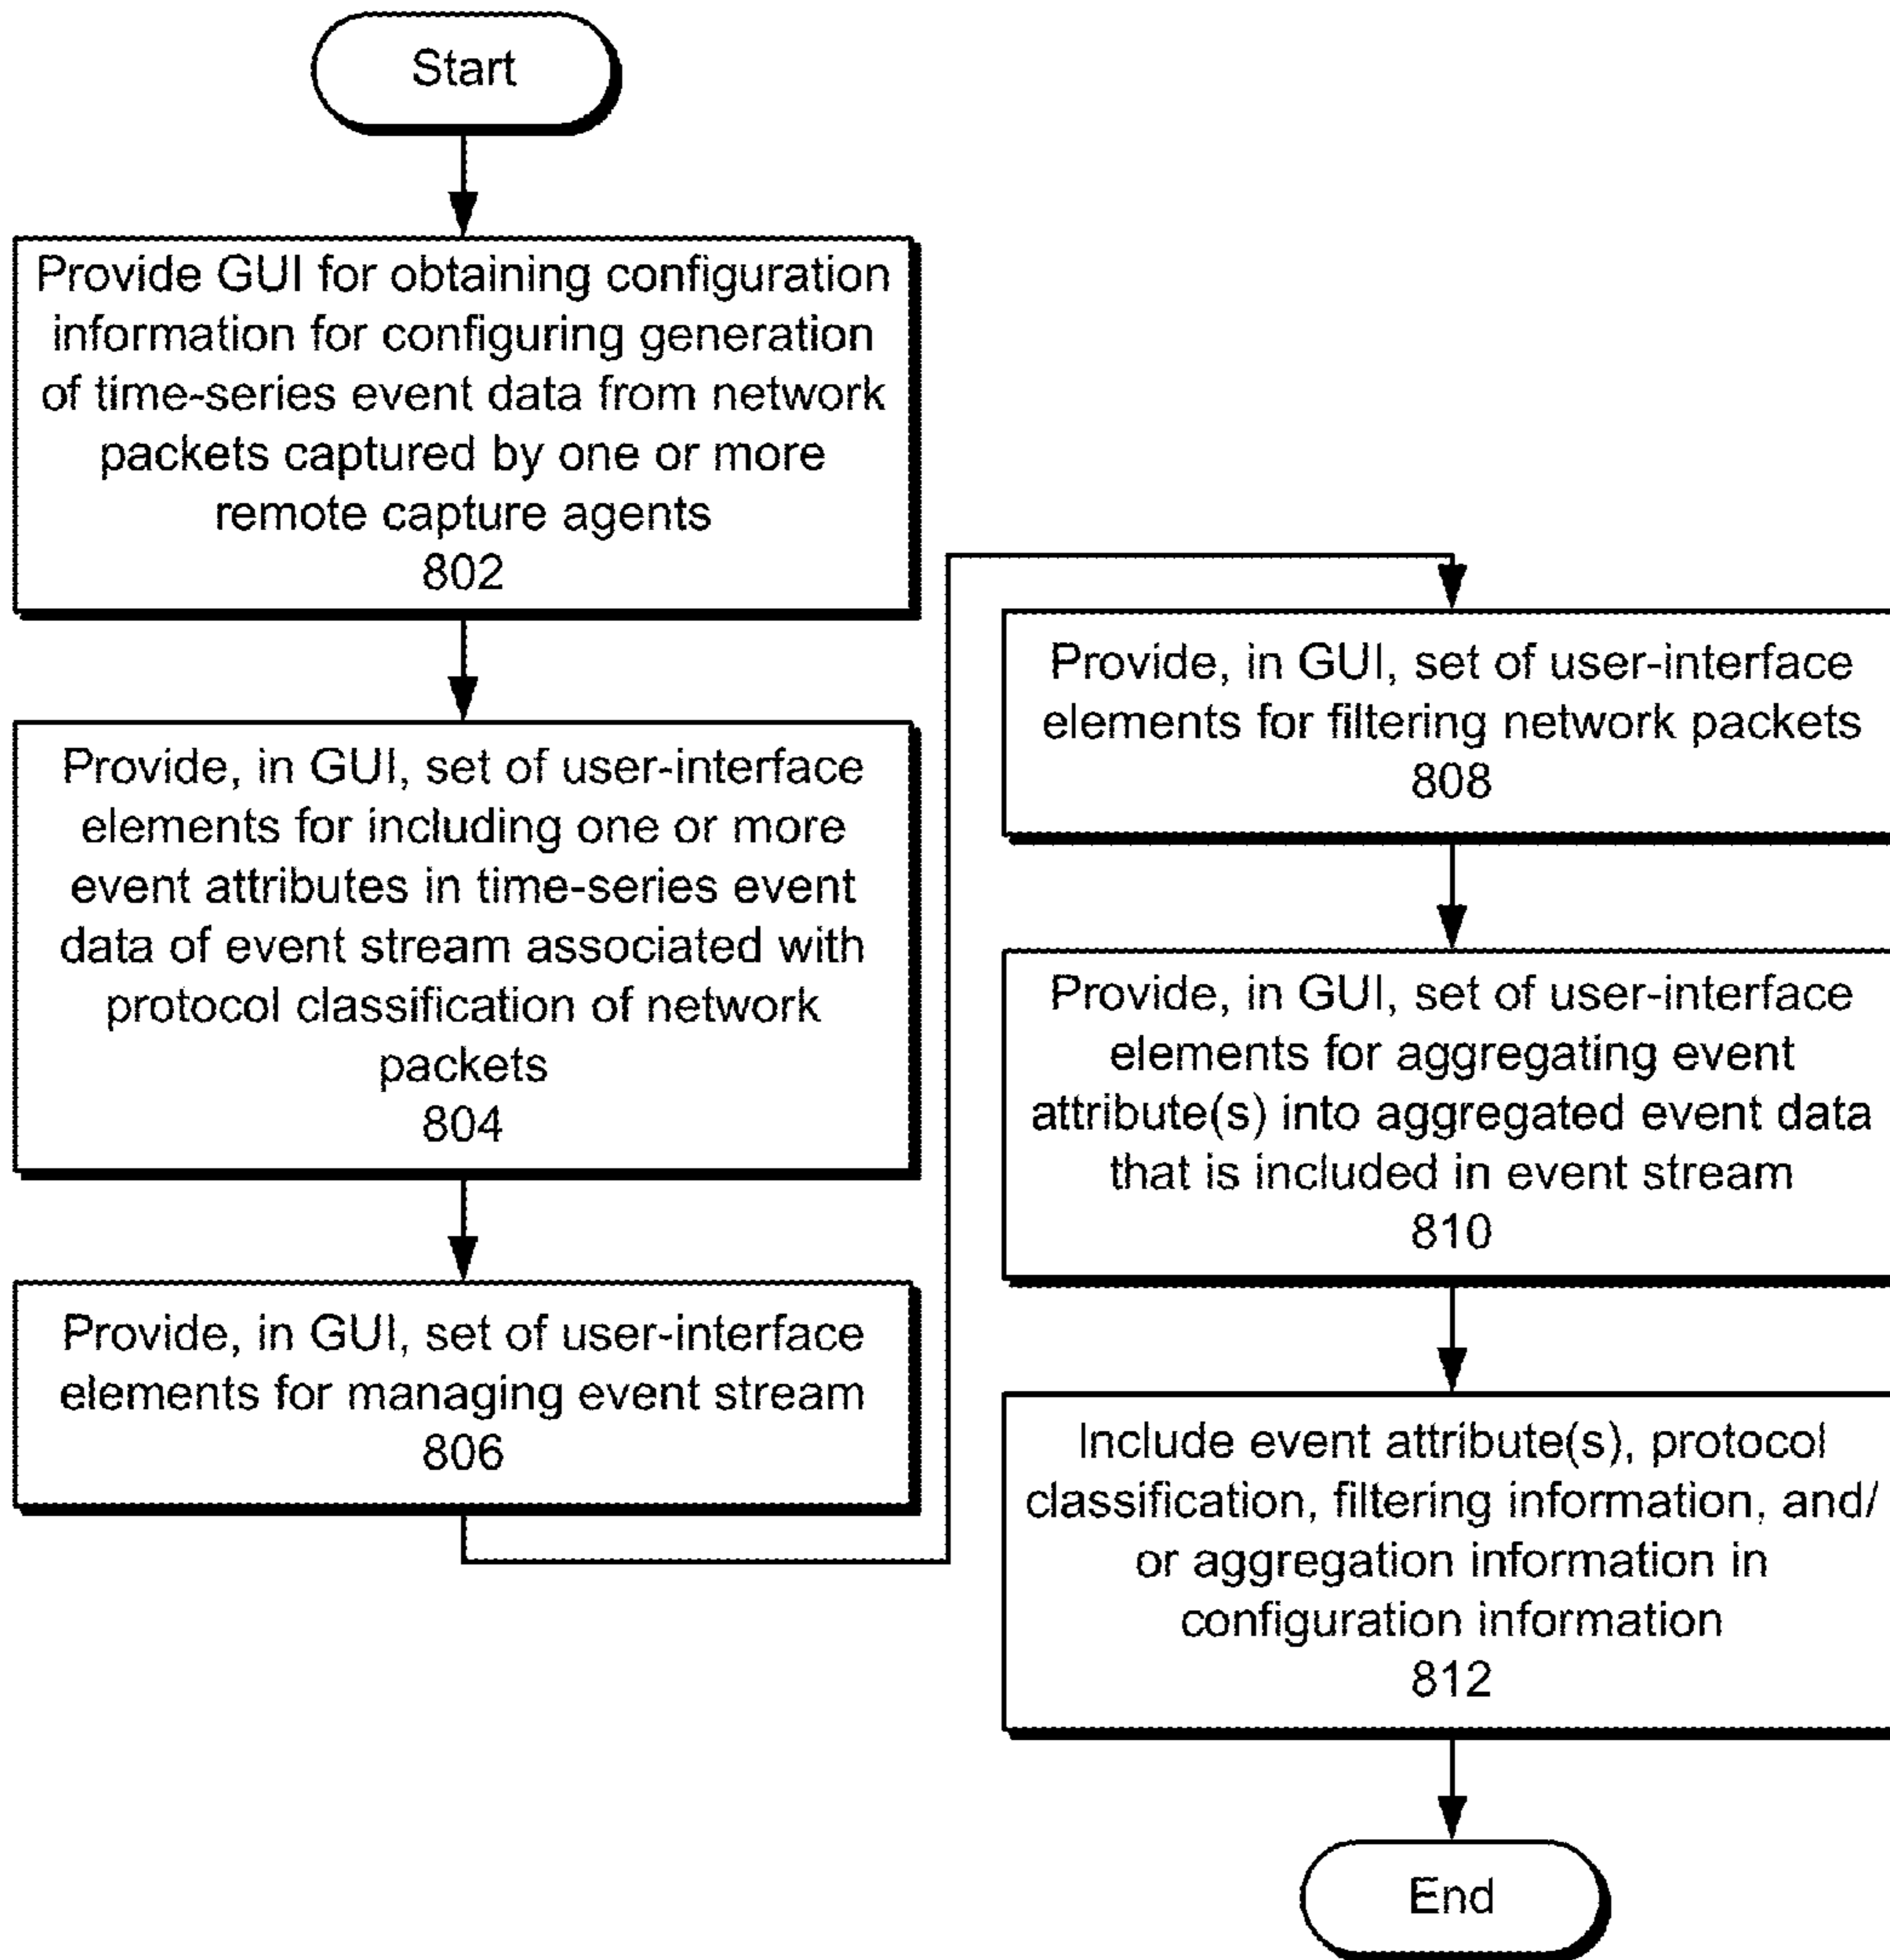 Start
Provide GUI for obtaining configuration
information for configuring generation
of time-series event data from network
packets captured by one or more
remote capture agents
802
Provide, in GUI, set of user-interface
elements for including one or more
event attributes in time-series event
data of event stream associated with
protocol classification of network
packets
804
Provide, in GUI, set of user-interface
elements for managing event stream
806
Provide, in GUI, set of user-interface
elements for filtering network packets
808
Provide, in GUI, set of user-interface
elements for aggregating event
attribute(s) into aggregated event data
that is included in event stream
810
Include event attribute(s), protocol
classification, filtering information, and/
or aggregation information in
configuration information
812
End